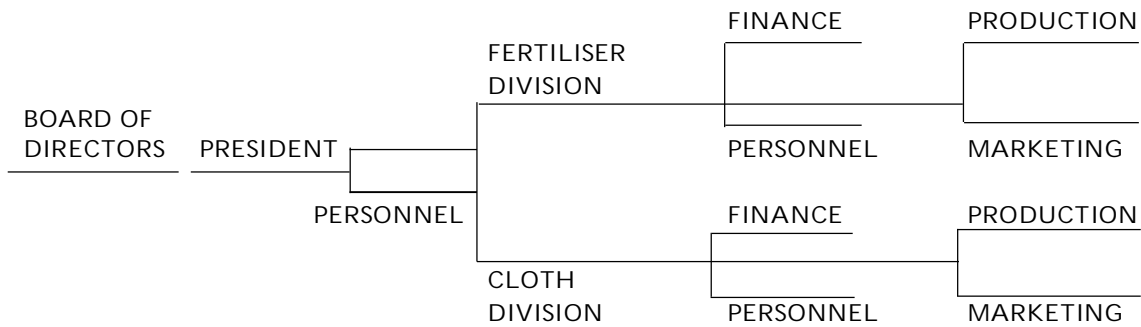 FINANCE PRODUCTION
FERTILISER
DIVISION
BOARD OF
DIRECTORS PRESIDENT PERSONNEL MARKETING
PERSONNEL FINANCE PRODUCTION
CLOTH
DIVISION PERSONNEL MARKETING